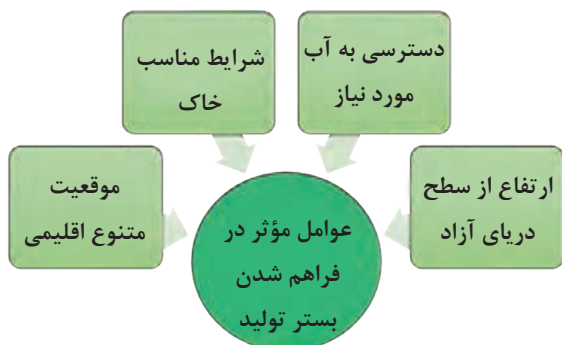 دسترسی به آب
مورد نیاز
شرایط مناسب
خاک
ارتفاع از سطح
دریای آزاد
موقعیت
متنوع اقلیمی
عوامل مؤثر در
فراهم شدن
بستر تولید